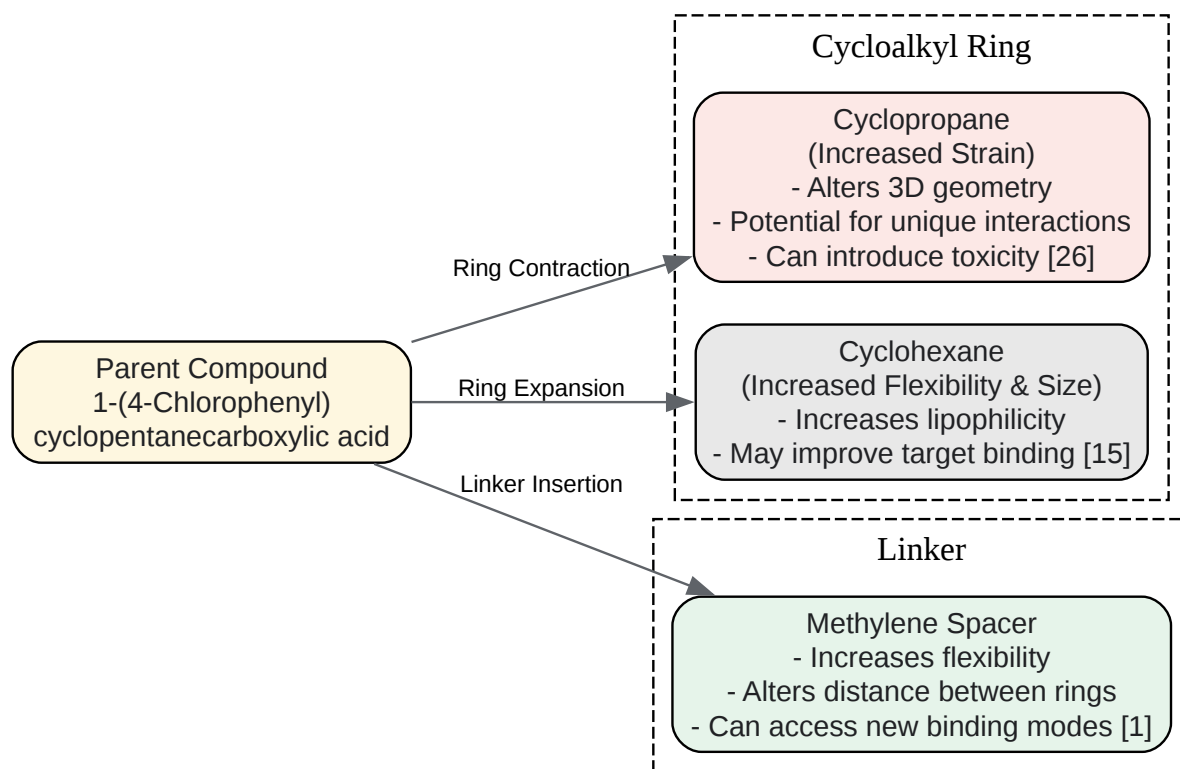 Cycloalkyl Ring
Cyclopropane
(Increased Strain)
- Alters 3D geometry
- Potential for unique interactions
- Can introduce toxicity [26]
Ring Contraction
Parent Compound
1-(4-Chlorophenyl)
cyclopentanecarboxylic acid
Ring Expansion
Cyclohexane
(Increased Flexibility & Size)
- Increases lipophilicity
- May improve target binding [15]
Linker Insertion
Linker
Methylene Spacer
- Increases flexibility
- Alters distance between rings
- Can access new binding modes [1]